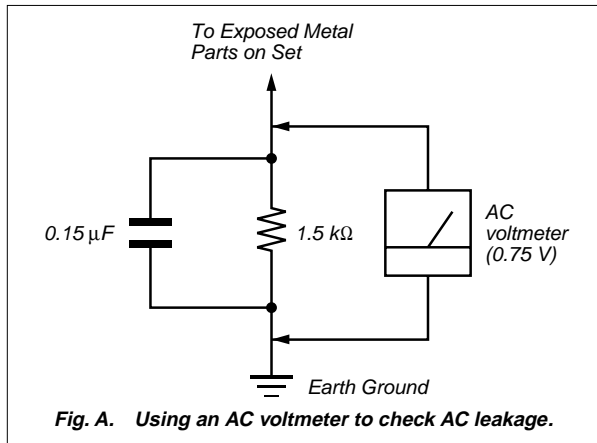 To Exposed Metal
Parts on Set
0.15 µF
1.5 kΩ
AC
voltmeter
(0.75 V)
Earth Ground
Fig. A. Using an AC voltmeter to check AC leakage.